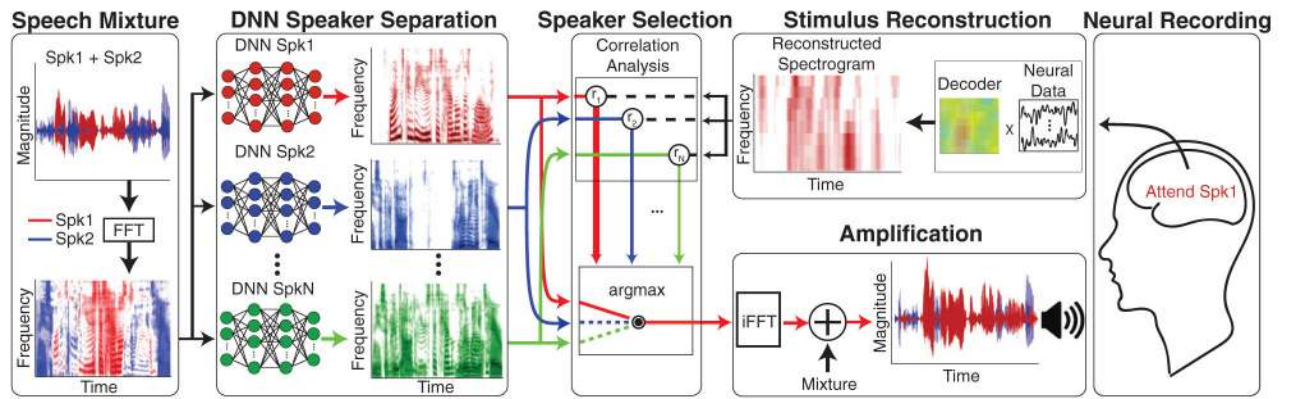 Speech Mixture
Spk1 + Spk2
Magnitude
Spk1
Spk2
FFT
Frequency
Time
DNN Speaker Separation
DNN Spk1
Frequency
DNN Spk2
Frequency
DNN SpkN
Frequency
Time
Speaker Selection
Correlation
Analysis
r1
r2
rN
...
argmax
Stimulus Reconstruction
Reconstructed
Spectrogram
Frequency
Time
Decoder
X
Neural
Data
Amplification
iFFT
Mixture
Magnitude
Time
Neural Recording
Attend Spk1